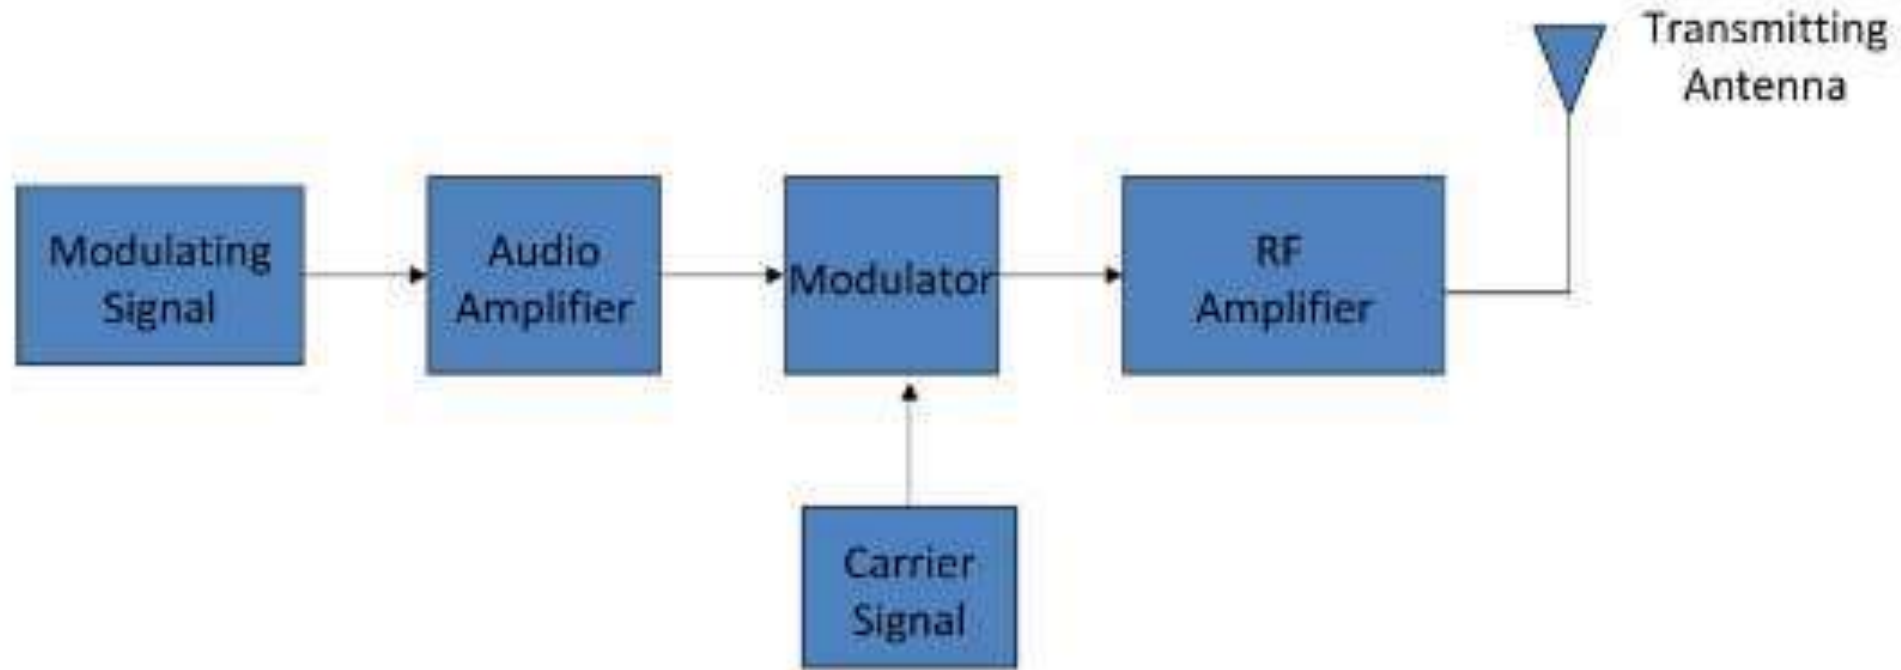 Transmitting
Antenna
Modulating
Signal
Audio
Amplifier
Modulator
RF
Amplifier
Carrier
Signal